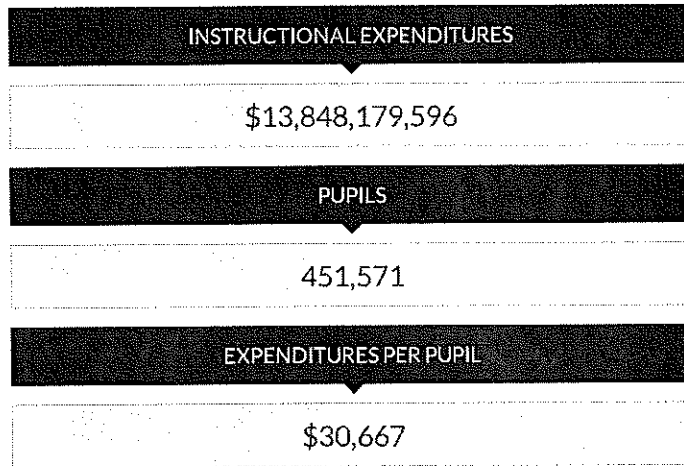 INSTRUCTIONAL EXPENDITURES
$13,848,179,596
PUPILS
451,571
EXPENDITURES PER PUPIL
$30,667